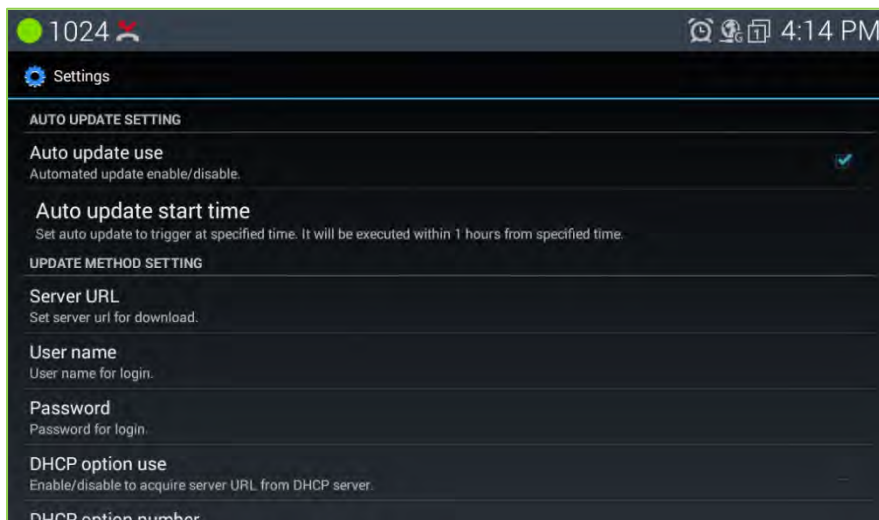 1024 4:14 PM
Settings
AUTO UPDATE SETTING
Auto update use
Automated update enable/disable.
Auto update start time
Set auto update to trigger at specified time. It will be executed within 1 hours from specified time.
UPDATE METHOD SETTING
Server URL
Set server url for download.
User name
User name for login.
Password
Password for login.
DHCP option use
Enable/disable to acquire server URL from DHCP server.
DHCP option number